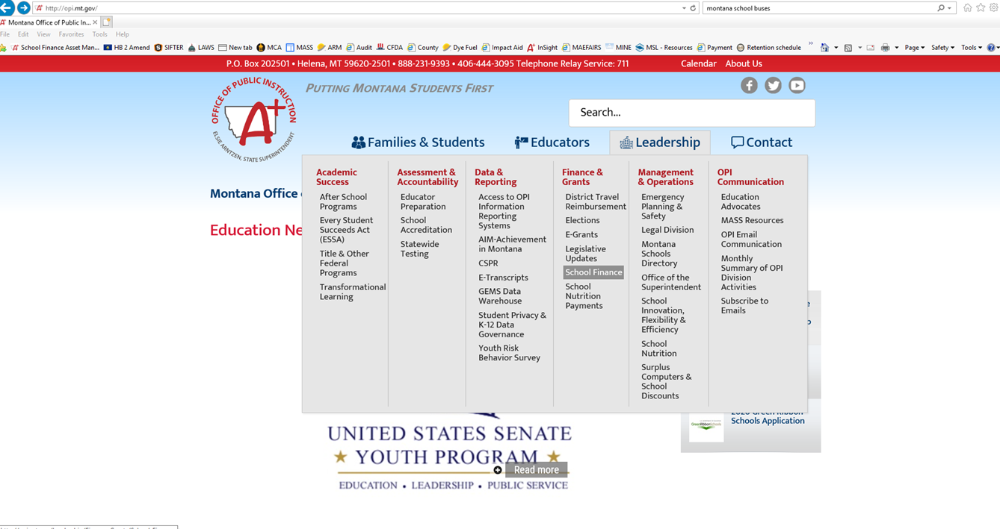 http://opi.mt.gov/
montana school buses
Montana Office of Public In...
File Edit View Favorites Tools Help
School Finance Asset Man... HB 2 Amend SIFTER LAWS New tab MCA MASS ARM Audit CFDA County Dye Fuel Impact Aid InSight MAEFAIRS MINE MSL - Resources Payment Retention schedule » Page Safety Tools
P.O. Box 202501 • Helena, MT 59620-2501 • 888-231-9393 • 406-444-3095 Telephone Relay Service: 711
Calendar About Us
OFFICE OF PUBLIC INSTRUCTION
A+
ELSIE ARNTZEN, STATE SUPERINTENDENT
PUTTING MONTANA STUDENTS FIRST
Search...
Families & Students Educators Leadership Contact
Montana Office
Education Ne
Academic
Success
After School
Programs
Every Student
Succeeds Act
(ESSA)
Title & Other
Federal
Programs
Transformational
Learning
Assessment &
Accountability
Educator
Preparation
School
Accreditation
Statewide
Testing
Data &
Reporting
Access to OPI
Information
Reporting
Systems
AIM-Achievement
in Montana
CSPR
E-Transcripts
GEMS Data
Warehouse
Student Privacy &
K-12 Data
Governance
Youth Risk
Behavior Survey
Finance &
Grants
District Travel
Reimbursement
Elections
E-Grants
Legislative
Updates
School Finance
School
Nutrition
Payments
Management
& Operations
Emergency
Planning &
Safety
Legal Division
Montana
Schools
Directory
Office of the
Superintendent
School
Innovation,
Flexibility &
Efficiency
School
Nutrition
Surplus
Computers &
School
Discounts
OPI
Communication
Education
Advocates
MASS Resources
OPI Email
Communication
Monthly
Summary of OPI
Division
Activities
Subscribe to
Emails
2020 Green Ribbon
Schools Application
GreenRibbonSchools
UNITED STATES SENATE
YOUTH PROGRAM
Read more
EDUCATION • LEADERSHIP • PUBLIC SERVICE